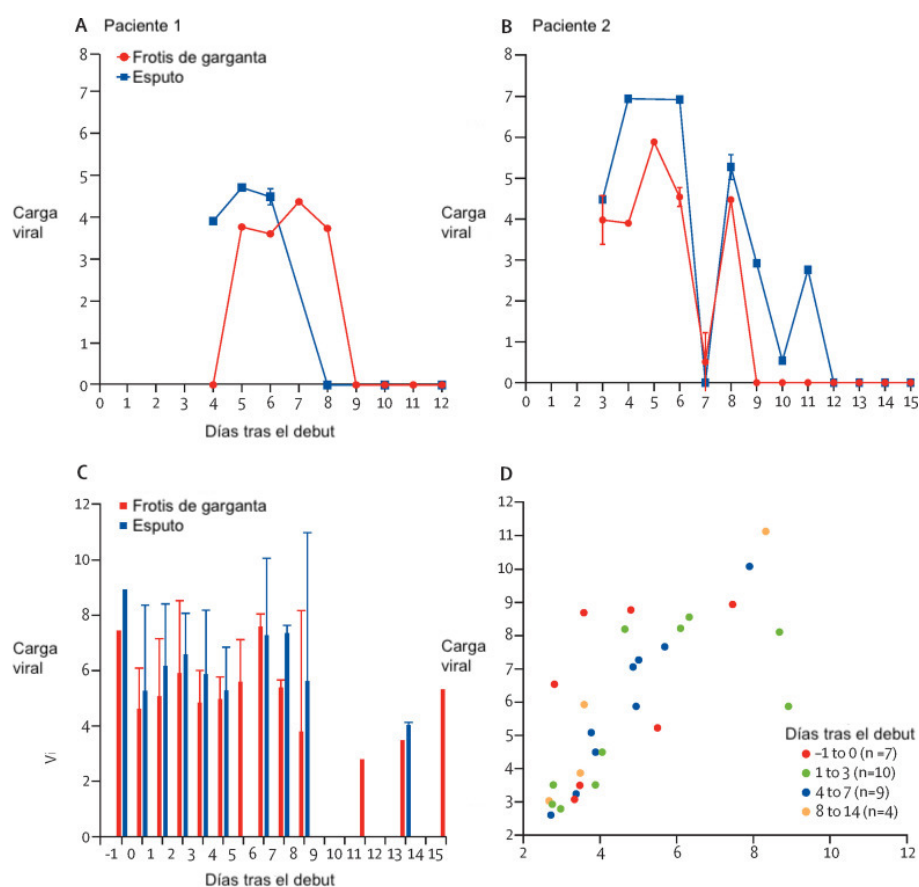 A Paciente 1
Frotis de garganta
Esputo
8
7
6
5
4
3
2
1
0
Carga
viral
0 1 2 3 4 5 6 7 8 9 10 11 12
Días tras el debut
B Paciente 2
8
7
6
5
4
3
2
1
0
Carga
viral
0 1 2 3 4 5 6 7 8 9 10 11 12 13 14 15
C
Frotis de garganta
Esputo
12
10
8
6
4
2
0
Carga
viral
Vi
-1 0 1 2 3 4 5 6 7 8 9 10 11 12 13 14 15
Días tras el debut
D
12
11
10
9
8
7
6
5
4
3
2
Carga
viral
Días tras el debut
–1 to 0 (n =7)
1 to 3 (n=10)
4 to 7 (n=9)
8 to 14 (n=4)
2 4 6 8 10 12